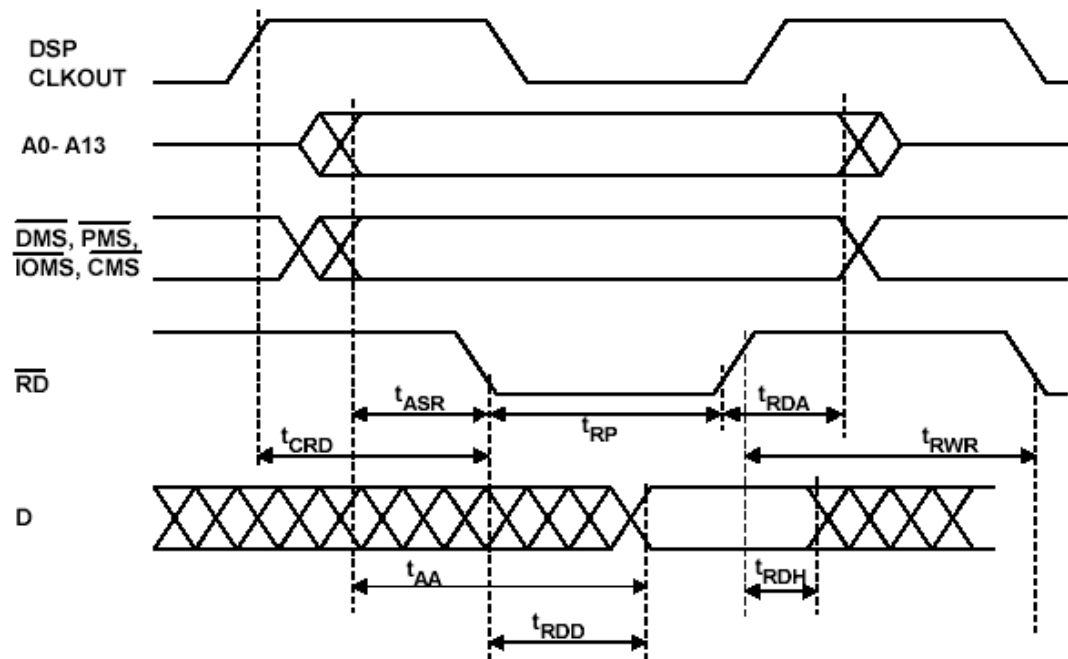 DSP
CLKOUT
A0- A13
DMS, PMS,
IOMS, CMS
RD
tASR
tRP
tRDA
tCRD
tRWR
D
tAA
tRDH
tRDD